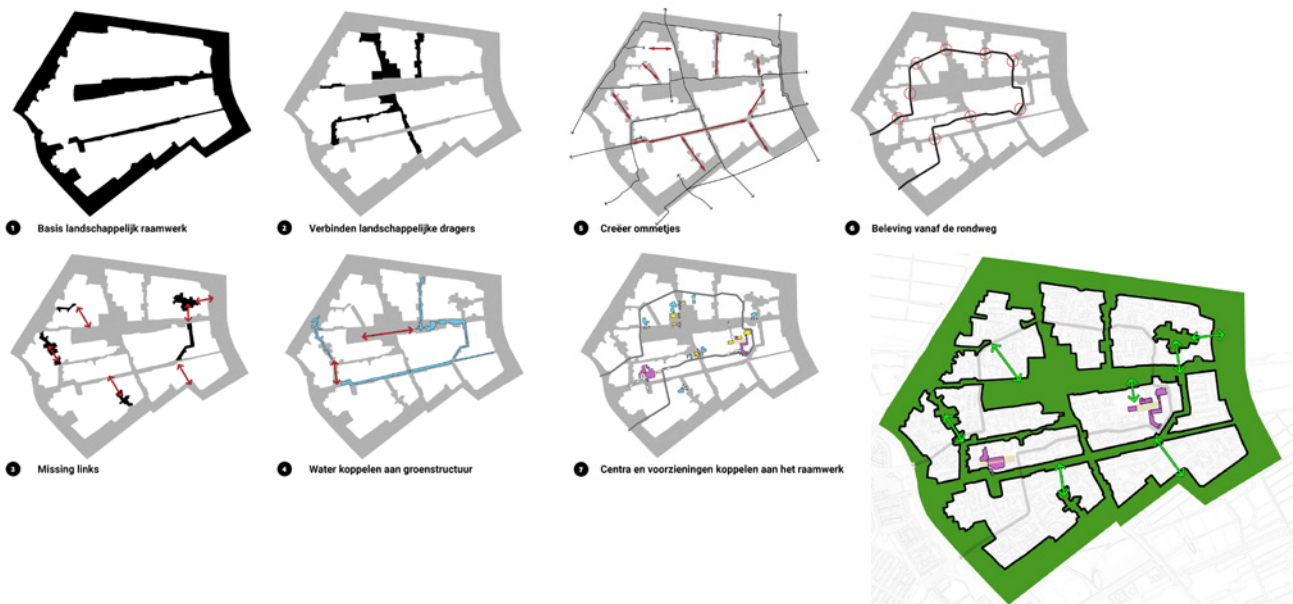 1 Basis landschappelijk raamwerk
2 Verbinden landschappelijke dragers
5 Creëer ommetjes
6 Beleving vanaf de rondweg
3 Missing links
4 Water koppelen aan groenstructuur
7 Centra en voorzieningen koppelen aan het raamwerk